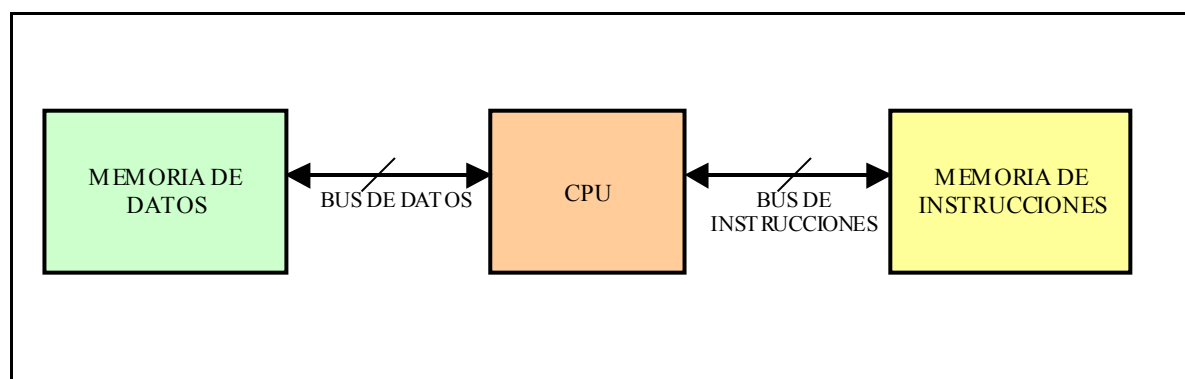 MEMORIA DE
DATOS
BUS DE DATOS
CPU
BUS DE
INSTRUCCIONES
MEMORIA DE
INSTRUCCIONES